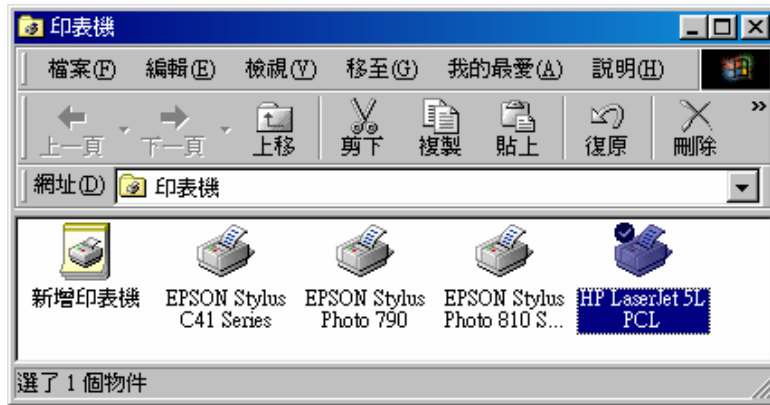 印表機
檔案(F) 編輯(E) 檢視(V) 移至(G) 我的最愛(A) 說明(H)
上一頁 下一頁 上移 剪下 複製 貼上 復原 刪除 »
網址(D) 印表機
新增印表機 EPSON Stylus C41 Series EPSON Stylus Photo 790 EPSON Stylus Photo 810 S... HP LaserJet 5L PCL
選了 1 個物件